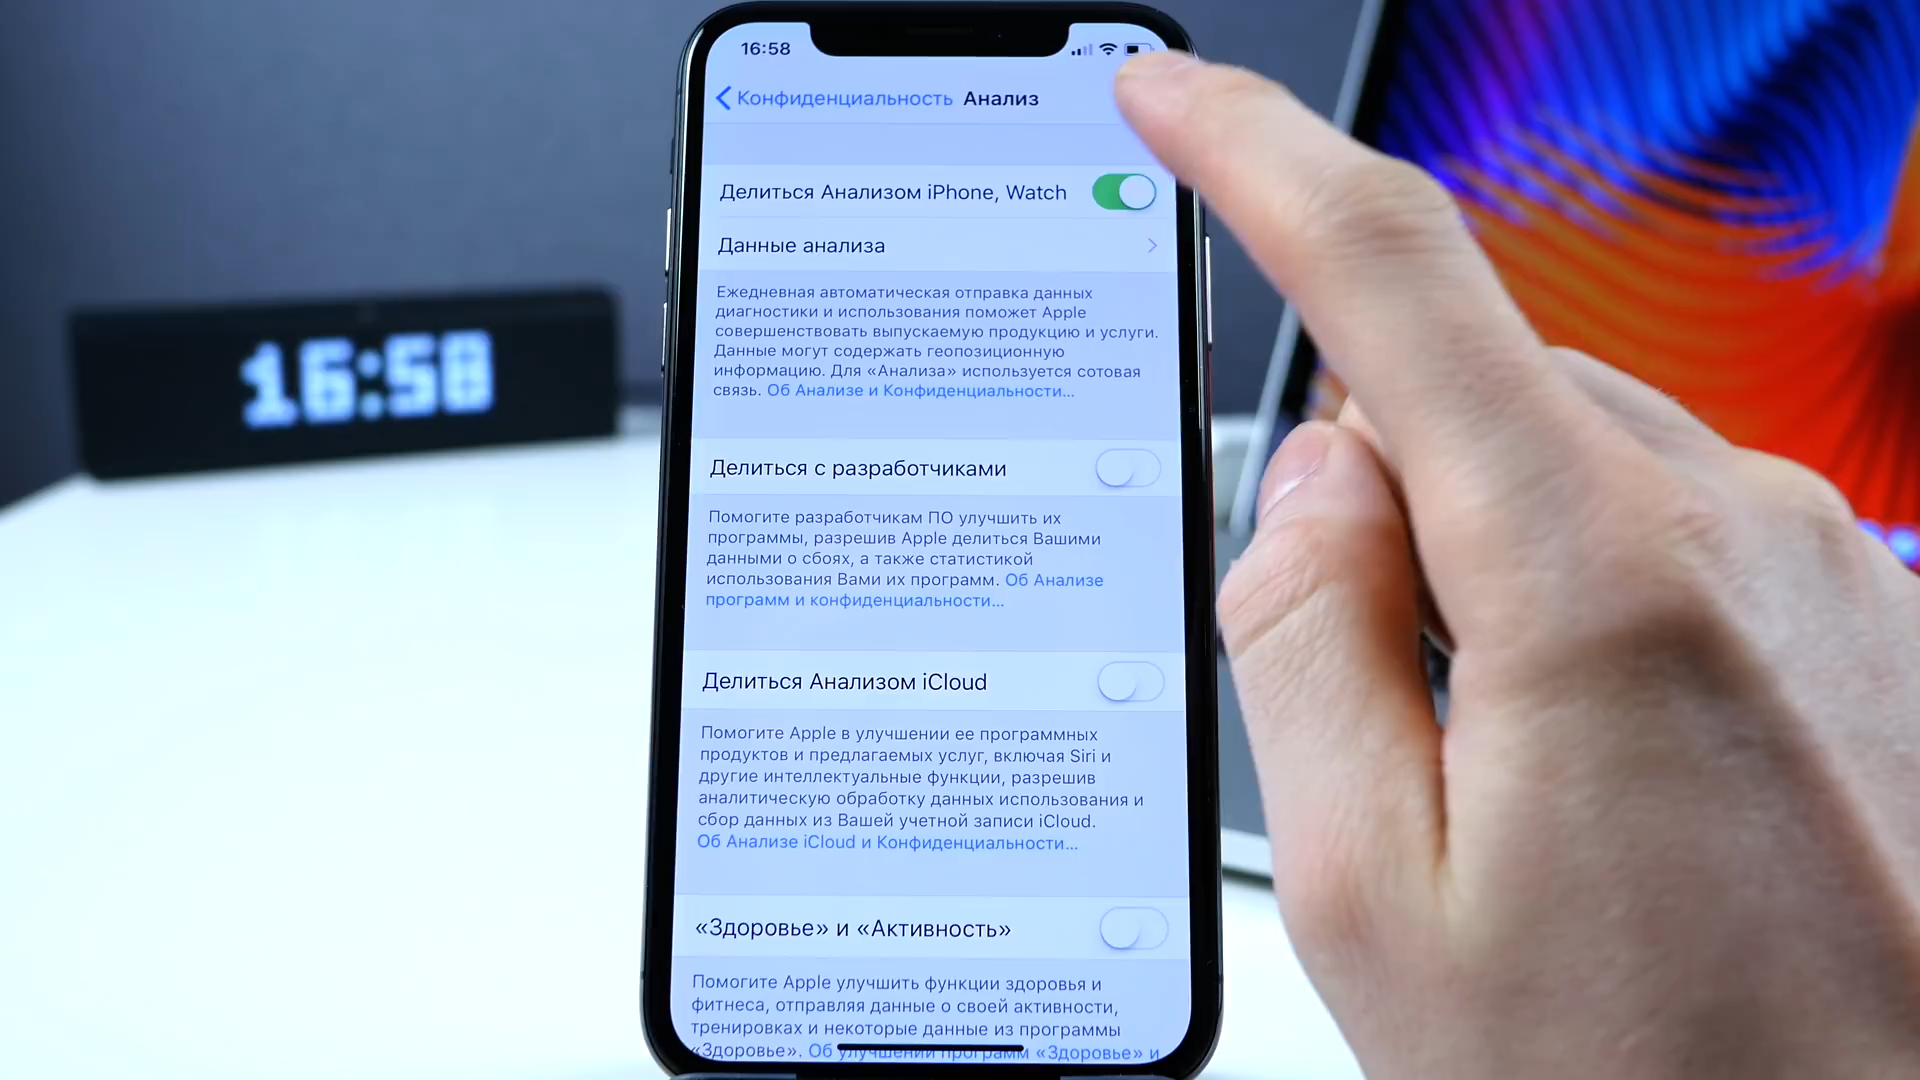 16:58
Конфиденциальность Анализ
Делиться Анализом iPhone, Watch
Данные анализа
Ежедневная автоматическая отправка данных
диагностики и использования поможет Apple
совершенствовать выпускаемую продукцию и услуги.
Данные могут содержать геопозиционную
информацию. Для «Анализа» используется сотовая
связь. Об Анализе и Конфиденциальности...
16:58
Делиться с разработчиками
Помогите разработчикам ПО улучшить их
программы, разрешив Apple делиться Вашими
данными о сбоях, а также статистикой
использования Вами их программ. Об Анализе
программ и конфиденциальности...
Делиться Анализом iCloud
Помогите Apple в улучшении ее программных
продуктов и предлагаемых услуг, включая Siri и
другие интеллектуальные функции, разрешив
аналитическую обработку данных использования и
сбор данных из Вашей учетной записи iCloud.
Об Анализе iCloud и Конфиденциальности...
«Здоровье» и «Активность»
Помогите Apple улучшить функции здоровья и
фитнеса, отправляя данные о своей активности,
тренировках и некоторые данные из программы
«Здоровье». Об улучшении программ «Здоровье» и